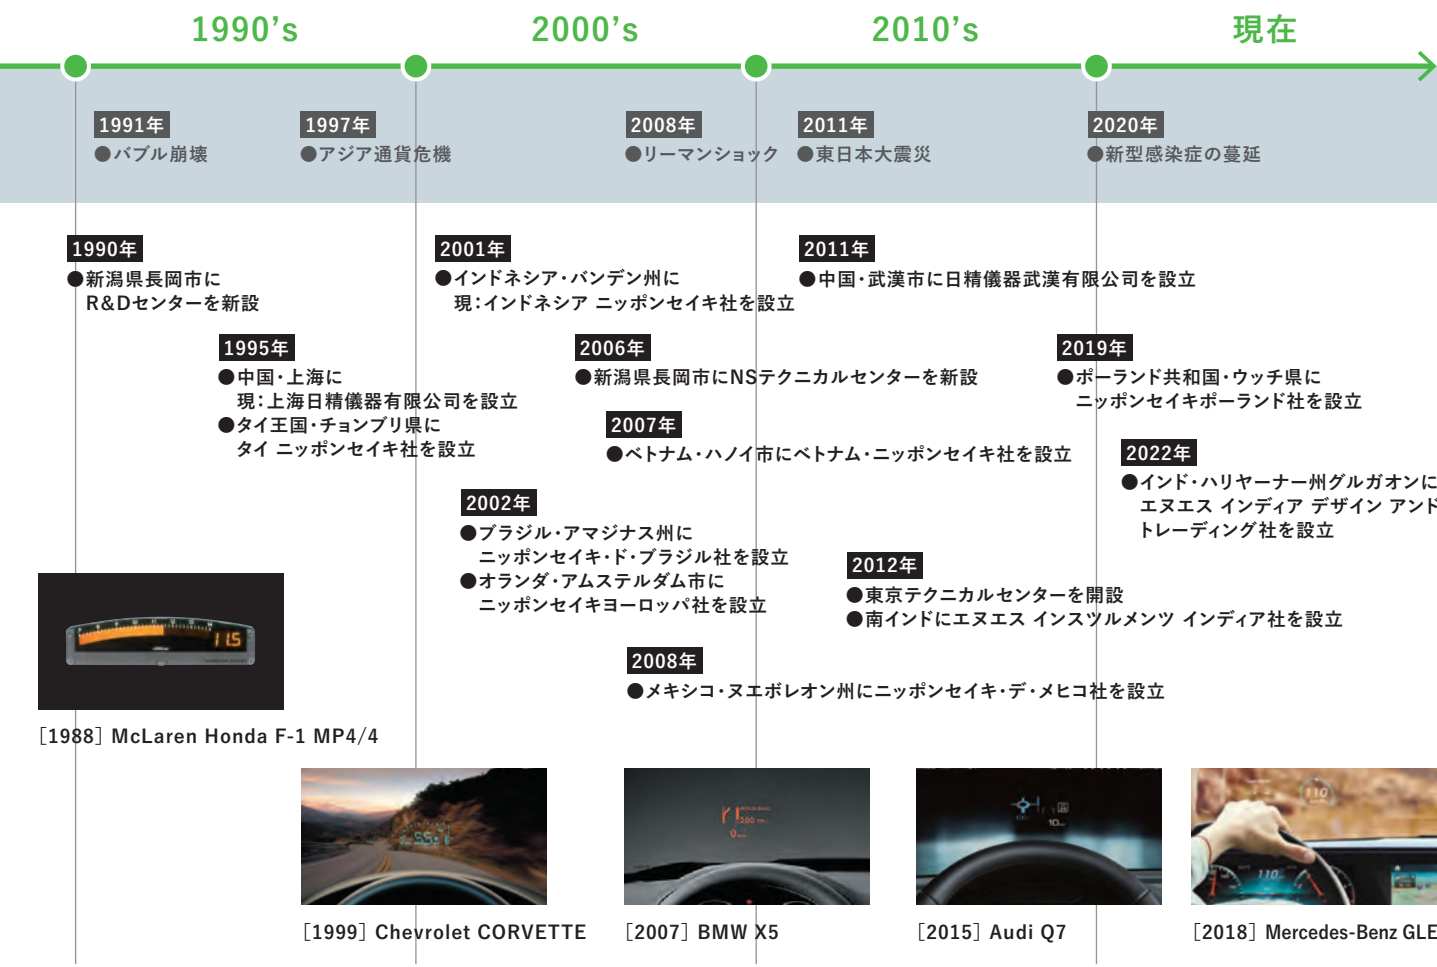 1990’s
2000’s
2010’s
現在
1991年
●バブル崩壊
1997年
●アジア通貨危機
2008年
●リーマンショック
2011年
●東日本大震災
2020年
●新型感染症の蔓延
1990年
●新潟県長岡市に
R&Dセンターを新設
1995年
●中国・上海に
現：上海日精儀器有限公司を設立
●タイ王国・チョンブリ県に
タイ ニッポンセイキ社を設立
2001年
●インドネシア・バンデン州に
現：インドネシア ニッポンセイキ社を設立
2006年
●新潟県長岡市にNSテクニカルセンターを新設
2007年
●ベトナム・ハノイ市にベトナム・ニッポンセイキ社を設立
2002年
●ブラジル・アマゾナス州に
ニッポンセイキ・ド・ブラジル社を設立
●オランダ・アムステルダム市に
ニッポンセイキヨーロッパ社を設立
2008年
●メキシコ・ヌエボレオン州にニッポンセイキ・デ・メヒコ社を設立
2011年
●中国・武漢市に日精儀器武漢有限公司を設立
2019年
●ポーランド共和国・ウッチ県に
ニッポンセイキポーランド社を設立
2022年
●インド・ハリヤーナー州グルガオンに
エヌエス インディア デザイン アンド
トレーディング社を設立
2012年
●東京テクニカルセンターを開設
●南インドにエヌエス インスツルメンツ インディア社を設立
11.5
［1988］McLaren Honda F-1 MP4/4
［1999］Chevrolet CORVETTE
200 m
0
［2007］BMW X5
10
［2015］Audi Q7
110
110
［2018］Mercedes-Benz GLE